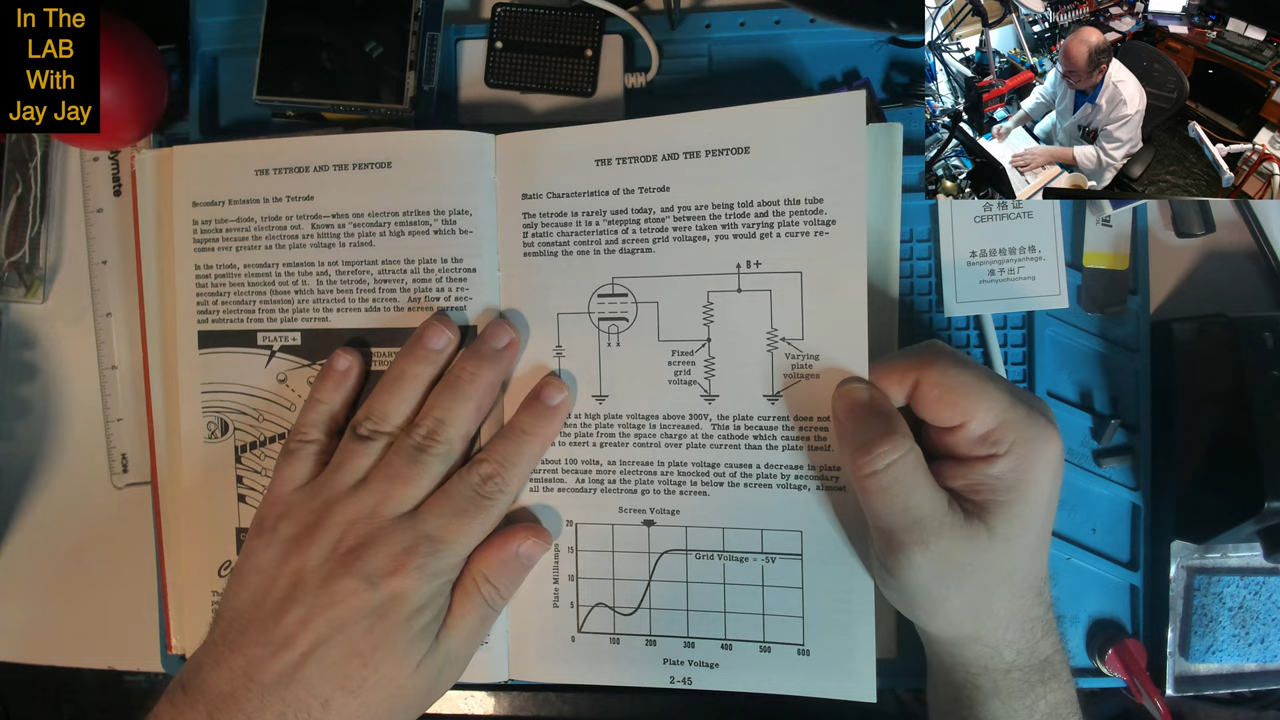 In The
LAB
With
Jay Jay
THE TETRODE AND THE PENTODE
Secondary Emission in the Tetrode
In any tube—diode, triode or tetrode—when one electron strikes the plate,
it knocks several electrons out. Known as "secondary emission," this
happens because the electrons are hitting the plate at high speed which be-
comes ever greater as the plate voltage is raised.
In the triode, secondary emission is not important since the plate is the
most positive element in the tube and, therefore, attracts all the electrons
that have been knocked out of it. In the tetrode, however, some of these
secondary electrons (those which have been freed from the plate as a re-
sult of secondary emission) are attracted to the screen. Any flow of sec-
ondary electrons from the plate to the screen adds to the screen current
and subtracts from the plate current.
PLATE +
THE TETRODE AND THE PENTODE
Static Characteristics of the Tetrode
The tetrode is rarely used today, and you are being told about this tube
only because it is a "stepping stone" between the triode and the pentode.
If static characteristics of a tetrode were taken with varying plate voltage
but constant control and screen grid voltages, you would get a curve re-
sembling the one in the diagram.
B+
X X
Fixed
screen
grid
voltage
Varying
plate
voltages
at high plate voltages above 300V, the plate current does not
when the plate voltage is increased. This is because the screen
the plate from the space charge at the cathode which causes the
to exert a greater control over plate current than the plate itself.
about 100 volts, an increase in plate voltage causes a decrease in plate
current because more electrons are knocked out of the plate by secondary
emission. As long as the plate voltage is below the screen voltage, almost
all the secondary electrons go to the screen.
Screen Voltage
Plate Milliamps
20
15
10
5
0
Grid Voltage = -5V
100 200 300 400 500 600
Plate Voltage
2-45
合格证
CERTIFICATE
本品经检验合格，
Benpinjingjianyanhege,
准予出厂
zhunyuchuchang